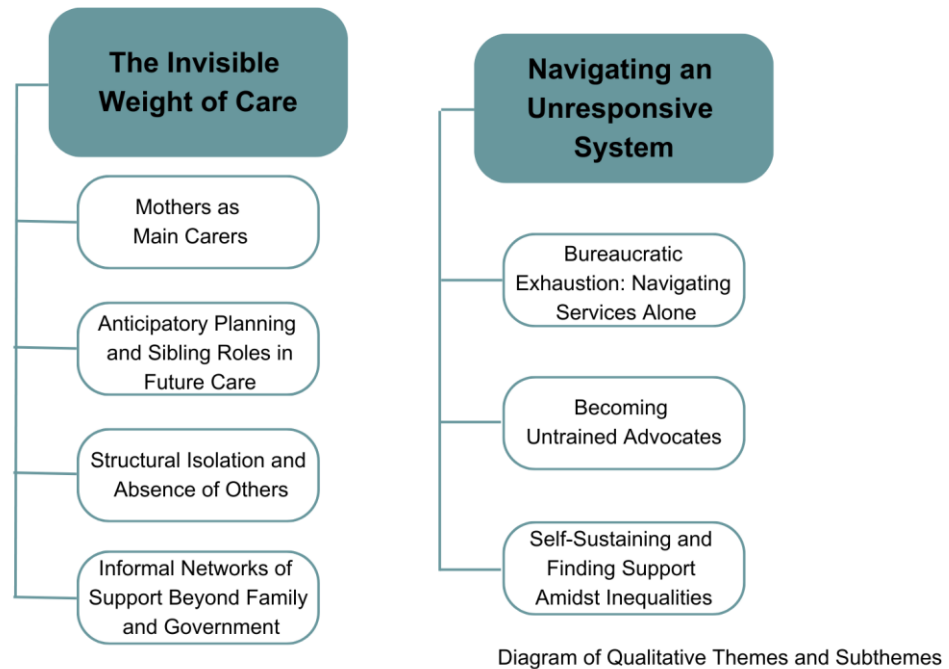 The Invisible
Weight of Care
Mothers as
Main Carers
Anticipatory Planning
and Sibling Roles in
Future Care
Structural Isolation and
Absence of Others
Informal Networks of
Support Beyond Family
and Government
Navigating an
Unresponsive
System
Bureaucratic
Exhaustion: Navigating
Services Alone
Becoming
Untrained Advocates
Self-Sustaining and
Finding Support
Amidst Inequalities
Diagram of Qualitative Themes and Subthemes